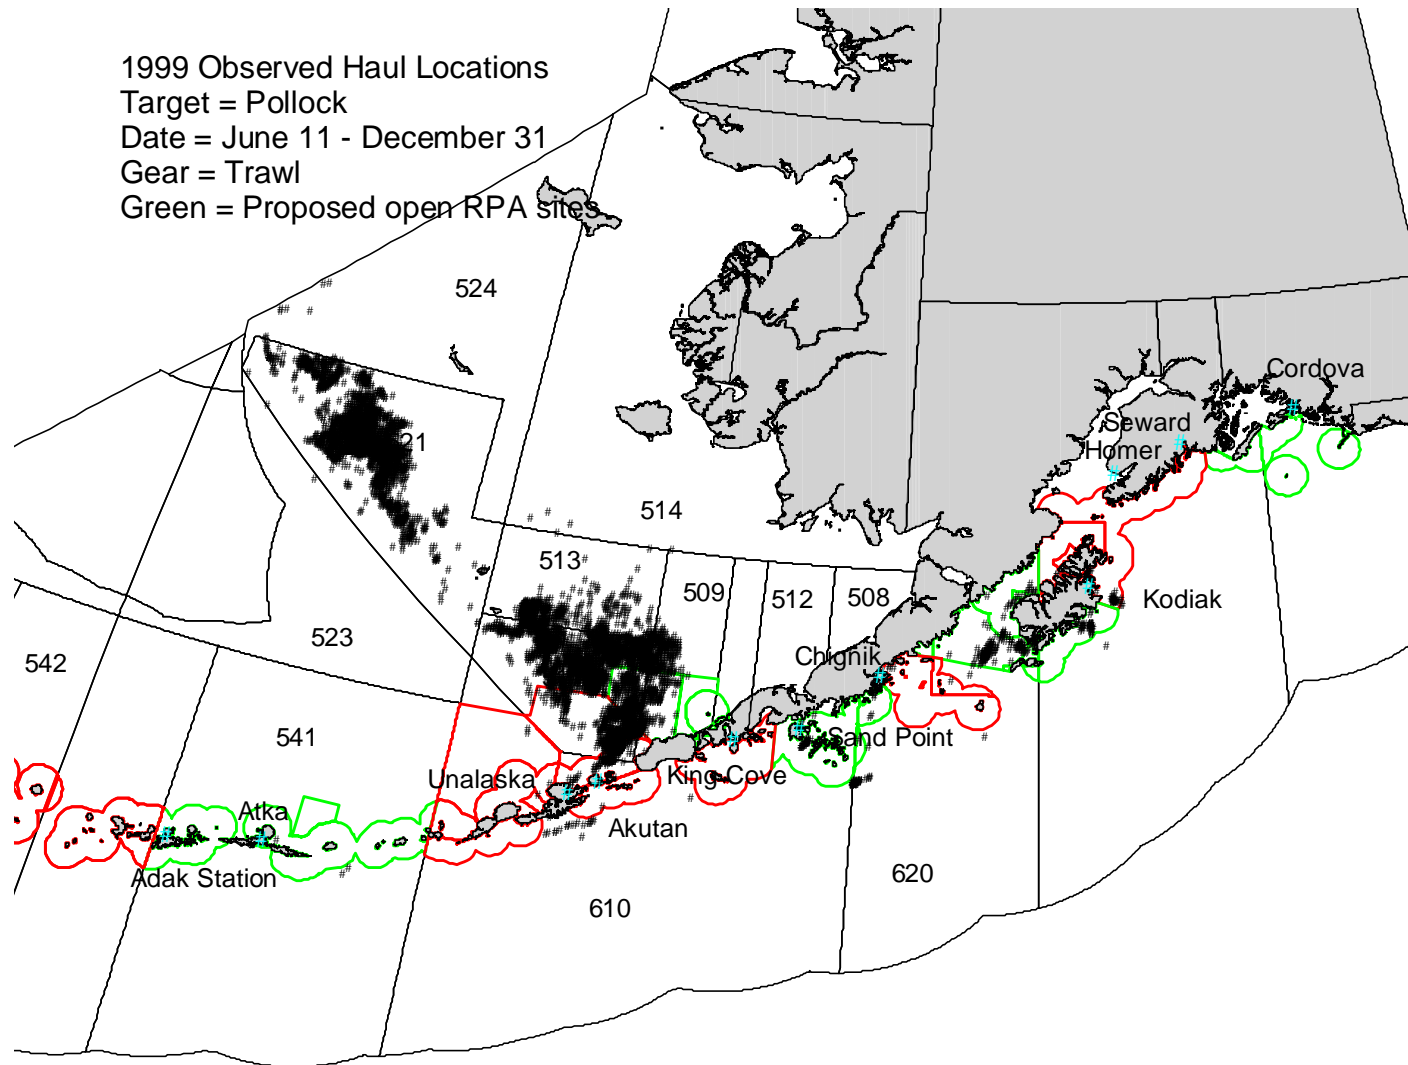 1999 Observed Haul Locations
Target = Pollock
Date = June 11 - December 31
Gear = Trawl
Green = Proposed open RPA sites
524
Cordova
Seward
Homer
21
514
513
509
512
508
Kodiak
523
542
Chignik
541
Sand Point
Unalaska
King Cove
Atka
Akutan
Adak Station
620
610